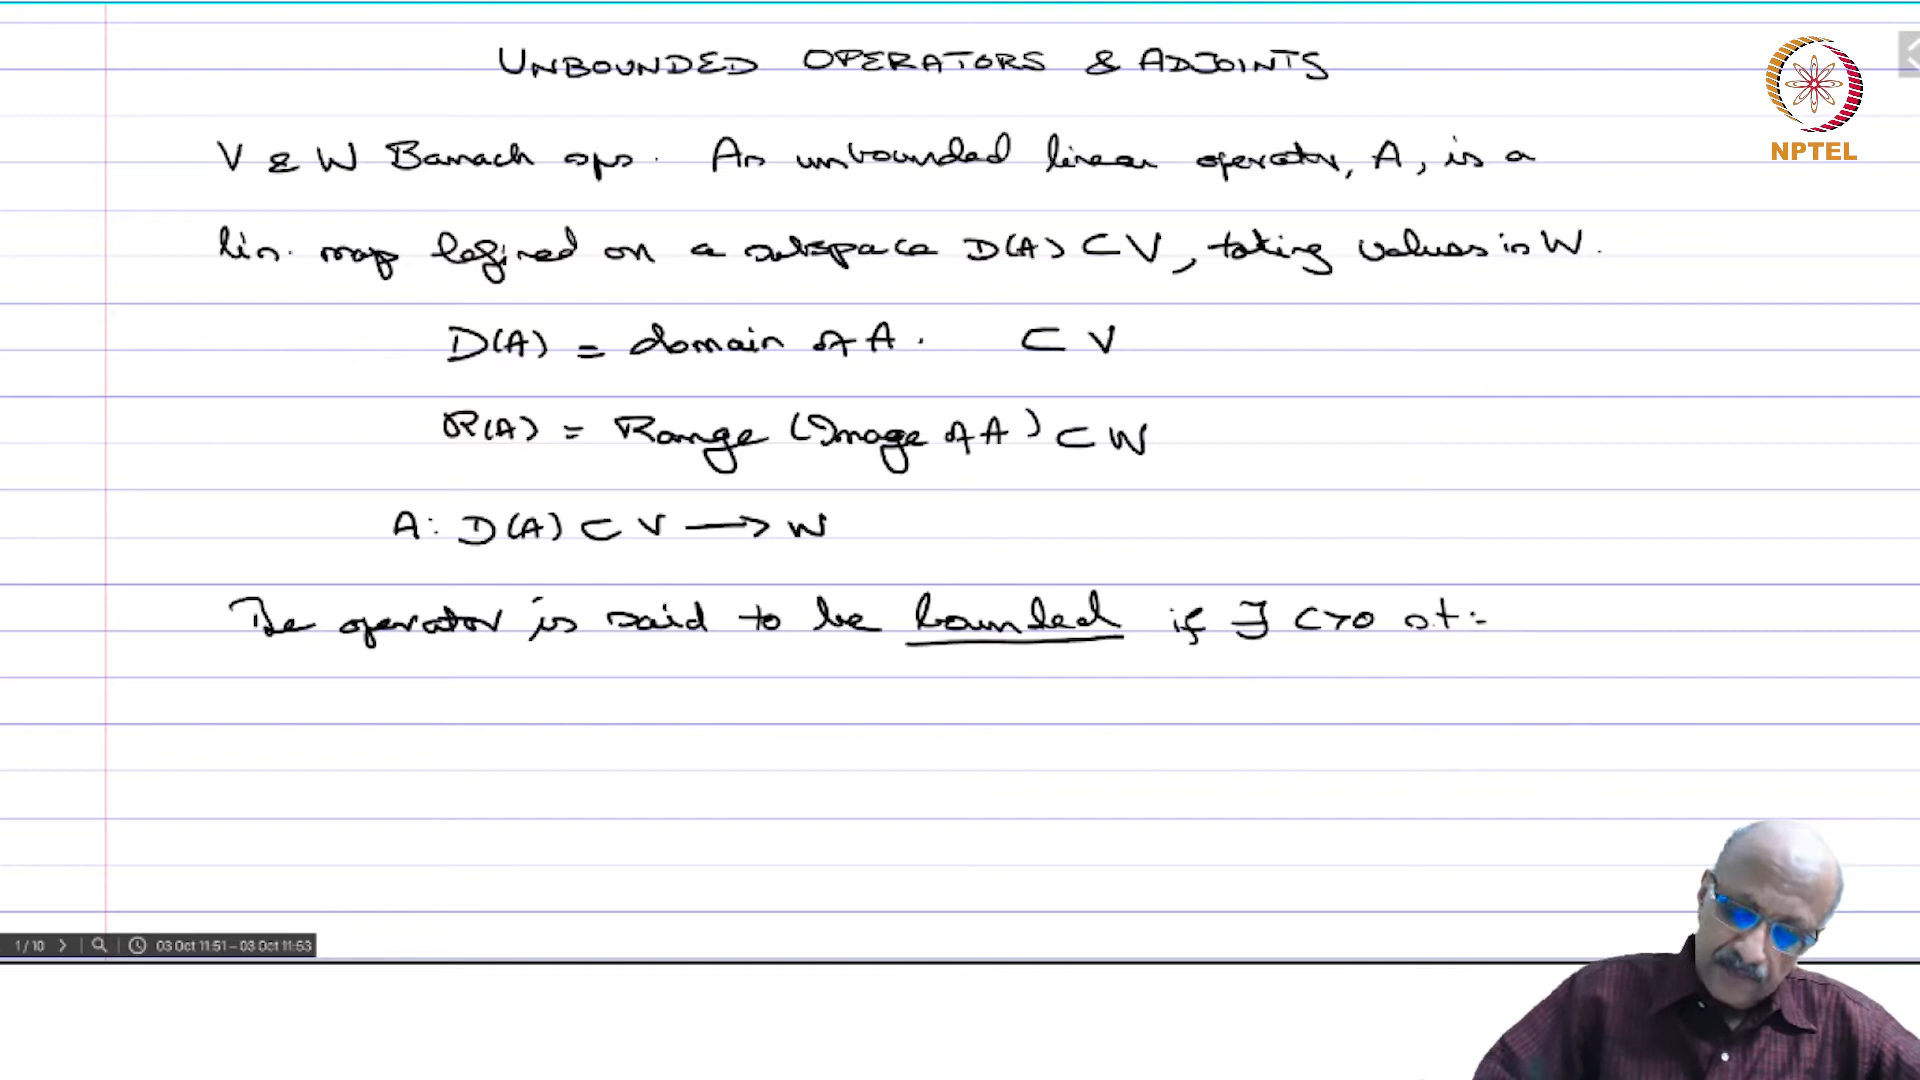 UNBOUNDED OPERATORS & ADJOINTS
NPTEL
V & W Banach sps. An unbounded linear operator, A, is a
lin. map defined on a subspace D(A) ⊂ V, taking values in W.
D(A) = domain of A. ⊂ V
R(A) = Range (Image of A) ⊂ W
A: D(A) ⊂ V → W
The operator is said to be bounded if ∃ C>0 s.t:
1 / 10 03 Oct 11:51 – 03 Oct 11:53